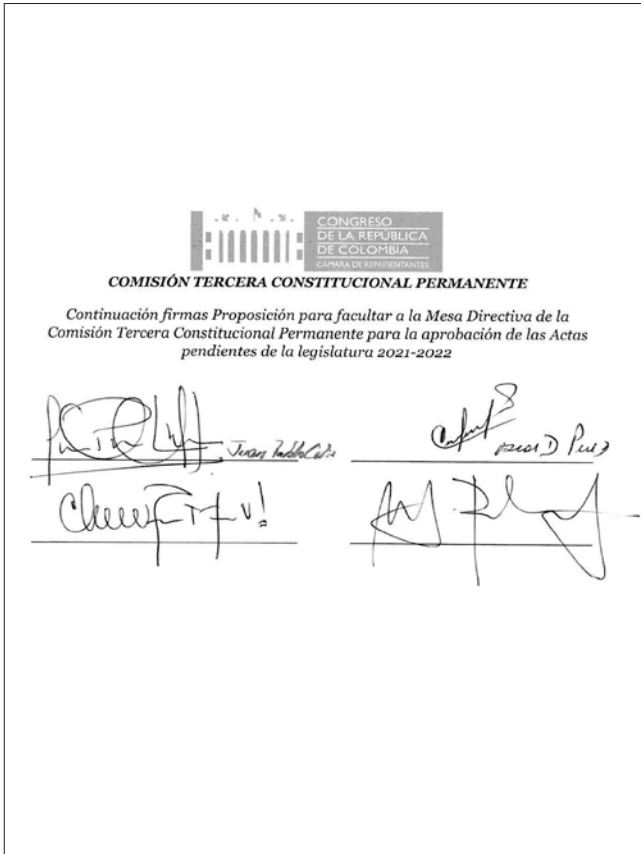 CONGRESO
DE LA REPÚBLICA
DE COLOMBIA
CÁMARA DE REPRESENTANTES
COMISIÓN TERCERA CONSTITUCIONAL PERMANENTE
Continuación firmas Proposición para facultar a la Mesa Directiva de la
Comisión Tercera Constitucional Permanente para la aprobación de las Actas
pendientes de la legislatura 2021-2022
Juan Pablo